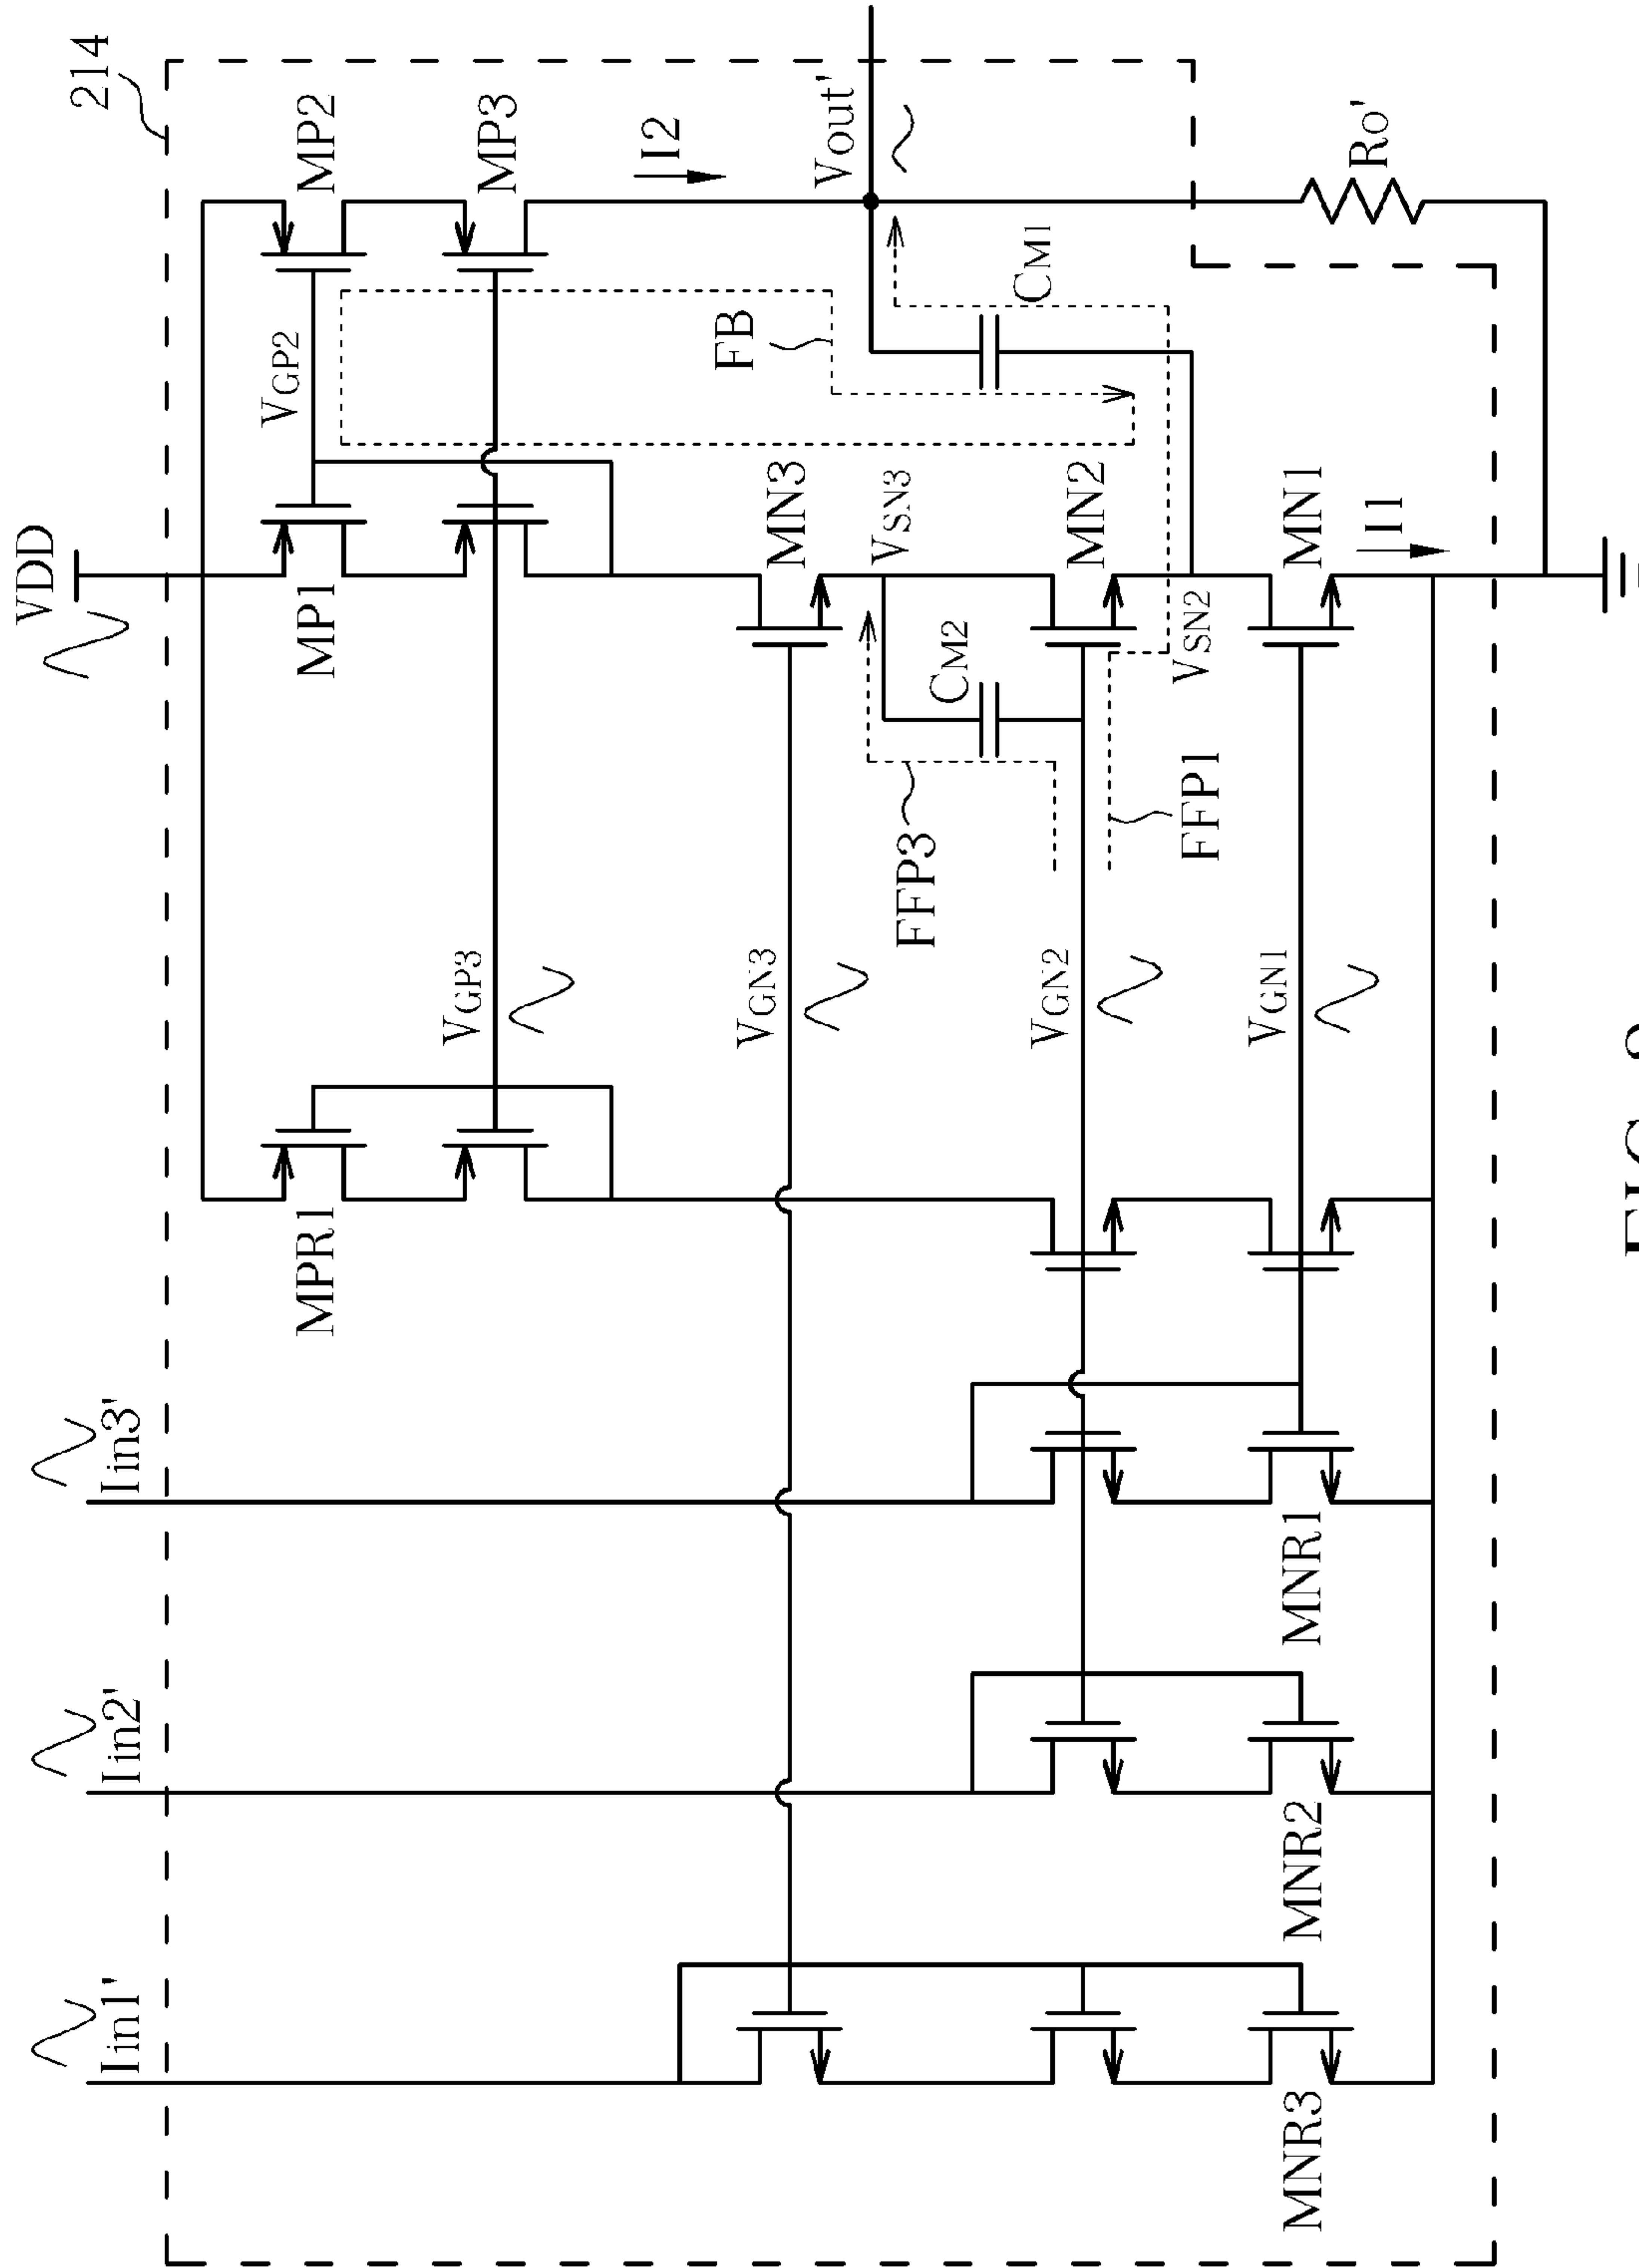 214
VDD
Iin1'
Iin2'
Iin3'
MPR1
MP1
VGP2
MP2
MP3
I2
VGP3
VGN3
MN3
FB
Vout'
VSN3
FFP3
CM2
CM1
VGN2
MN2
FFP1
VSN2
VGN1
MN1
I1
Ro'
MNR3
MNR2
MNR1